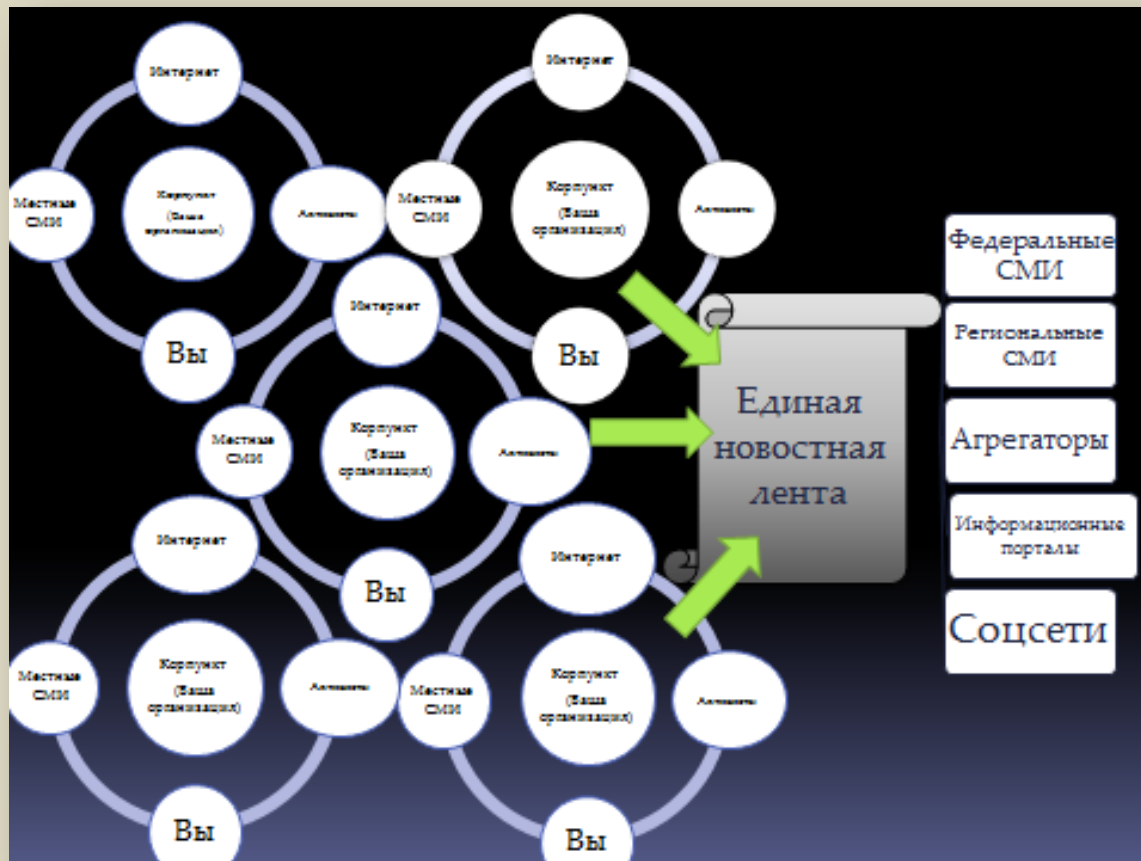 Интернет
Местные
СМИ
Корпункт
(Ваша
организация)
Вы
Интернет
Местные
СМИ
Корпункт
(Ваша
организация)
Вы
Интернет
Местные
СМИ
Корпункт
(Ваша
организация)
Вы
Интернет
Местные
СМИ
Корпункт
(Ваша
организация)
Вы
Интернет
Местные
СМИ
Корпункт
(Ваша
организация)
Вы
Единая
новостная
лента
Федеральные
СМИ
Региональные
СМИ
Агрегаторы
Информационные
порталы
Соцсети